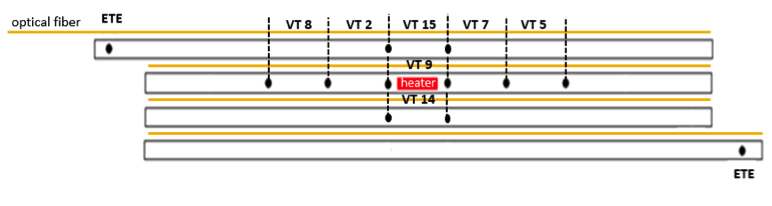 optical fiber
ETE
VT 8
VT 2
VT 15
VT 7
VT 5
VT 9
heater
VT 14
ETE